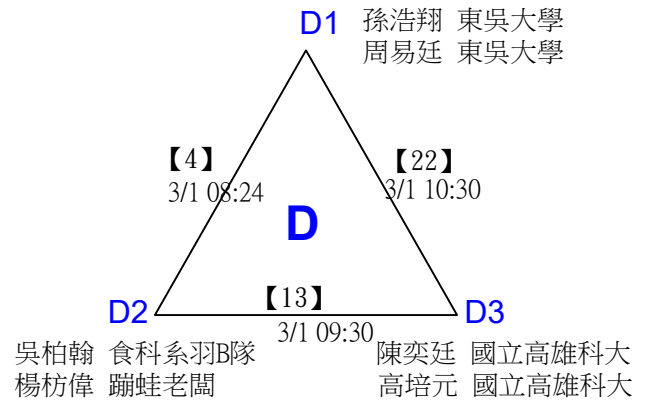 D1 孫浩翔 東吳大學
周易廷 東吳大學
【4】 【22】
3/1 08:24 3/1 10:30
D
D2 【13】 D3
3/1 09:30
吳柏翰 食科系羽B隊 陳奕廷 國立高雄科大
楊枋偉 蹦蛙老闆 高培元 國立高雄科大